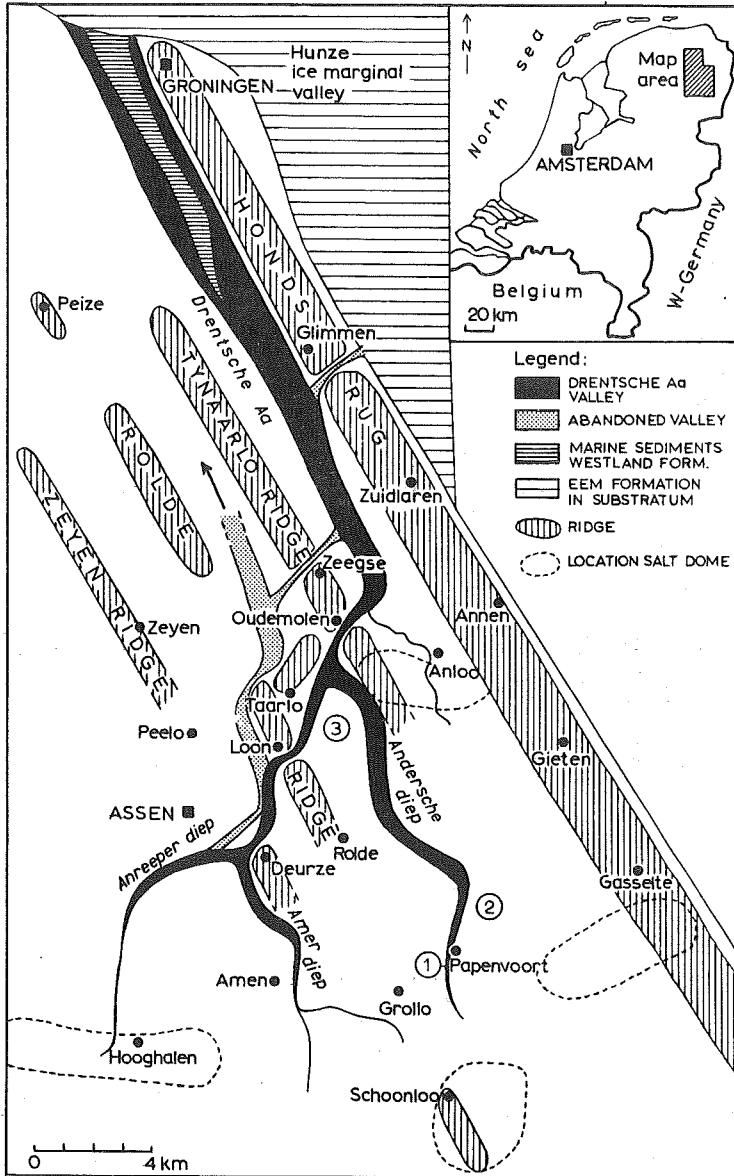 Hunze
ice marginal
valley
GRONINGEN
HONDS
RUG
Peize
Drentsche Aa
Glimmen
TYNAARLO RIDGE
ROLDE
ZEYEN RIDGE
Zuidlaren
Zeegse
Oudemolen
Zeyen
Annen
Anloo
Taarlo
Peelo
Loon
3
Andersche
diep
Gieten
ASSEN
RIDGE
Rolde
Anreeper diep
Deurze
Gasselte
2
Amer diep
1
Papenvoort
Amen
Grollo
Hooghalen
Schoonloo
0 4 km
N
North sea
Map
area
AMSTERDAM
W-Germany
Belgium
20 km
Legend:
DRENTSCHE Aa
VALLEY
ABANDONED VALLEY
MARINE SEDIMENTS
WESTLAND FORM.
EEM FORMATION
IN SUBSTRATUM
RIDGE
LOCATION SALT DOME